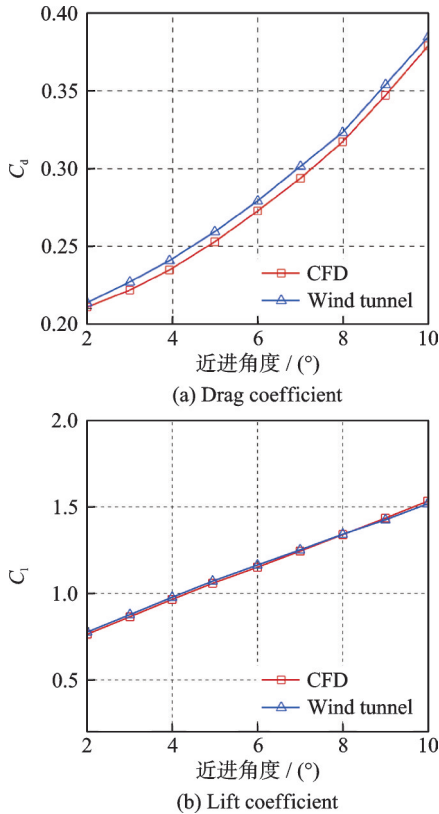 0.40
0.35
0.30
0.25
0.20
C_d
CFD
Wind tunnel
2 4 6 8 10
近进角度 / (°)
(a) Drag coefficient
2.0
1.5
1.0
0.5
C_l
CFD
Wind tunnel
2 4 6 8 10
近进角度 / (°)
(b) Lift coefficient